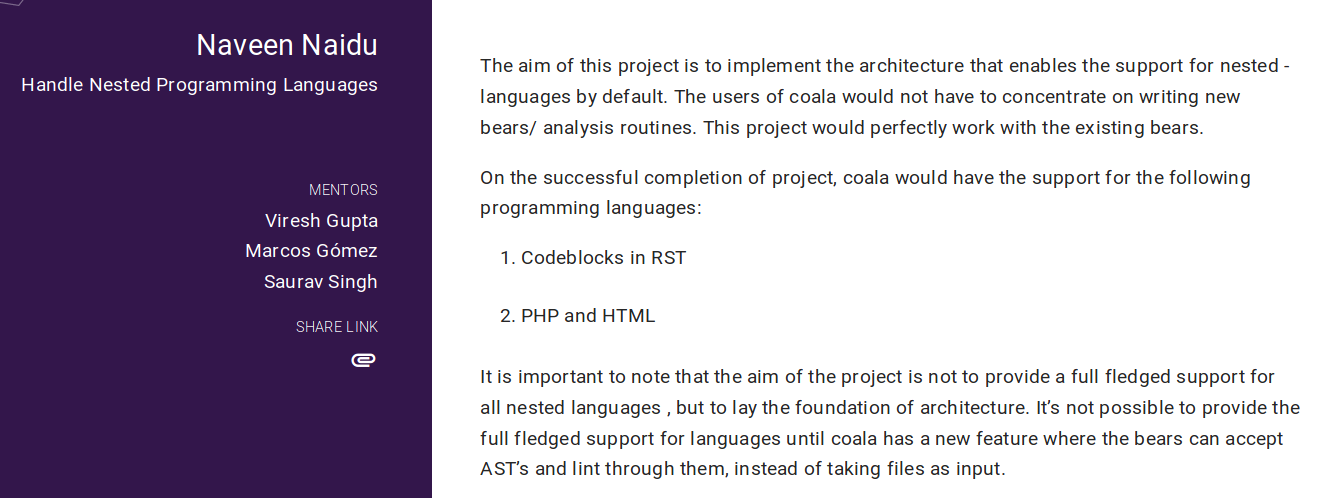 Naveen Naidu
Handle Nested Programming Languages
MENTORS
Viresh Gupta
Marcos Gómez
Saurav Singh
SHARE LINK
The aim of this project is to implement the architecture that enables the support for nested -
languages by default. The users of coala would not have to concentrate on writing new
bears/ analysis routines. This project would perfectly work with the existing bears.
On the successful completion of project, coala would have the support for the following
programming languages:
1. Codeblocks in RST
2. PHP and HTML
It is important to note that the aim of the project is not to provide a full fledged support for
all nested languages , but to lay the foundation of architecture. It’s not possible to provide the
full fledged support for languages until coala has a new feature where the bears can accept
AST’s and lint through them, instead of taking files as input.